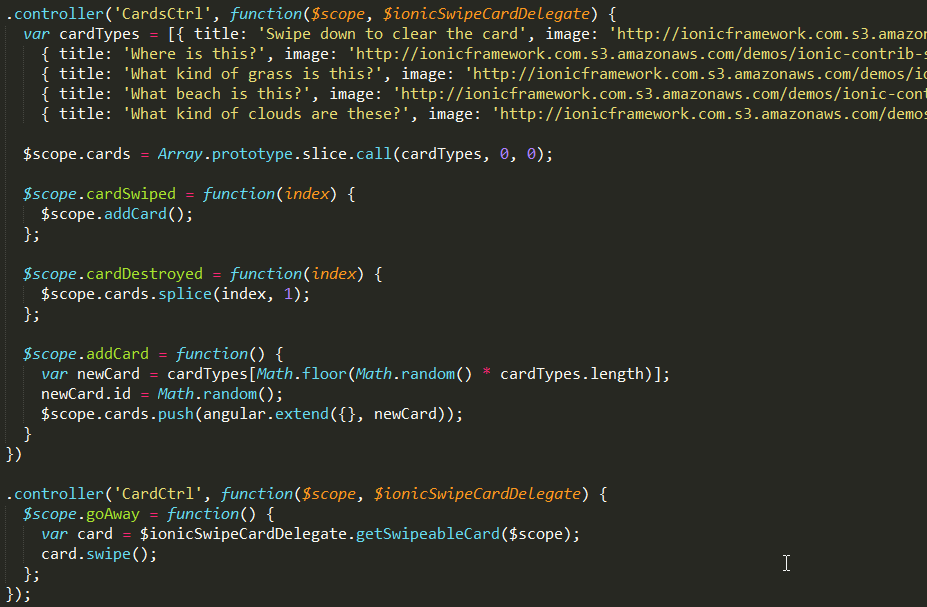 .controller('CardsCtrl', function($scope, $ionicSwipeCardDelegate) {
  var cardTypes = [{ title: 'Swipe down to clear the card', image: 'http://ionicframework.com.s3.amazon
    { title: 'Where is this?', image: 'http://ionicframework.com.s3.amazonaws.com/demos/ionic-contrib-s
    { title: 'What kind of grass is this?', image: 'http://ionicframework.com.s3.amazonaws.com/demos/io
    { title: 'What beach is this?', image: 'http://ionicframework.com.s3.amazonaws.com/demos/ionic-cont
    { title: 'What kind of clouds are these?', image: 'http://ionicframework.com.s3.amazonaws.com/demos
  $scope.cards = Array.prototype.slice.call(cardTypes, 0, 0);
  $scope.cardSwiped = function(index) {
    $scope.addCard();
  };
  $scope.cardDestroyed = function(index) {
    $scope.cards.splice(index, 1);
  };
  $scope.addCard = function() {
    var newCard = cardTypes[Math.floor(Math.random() * cardTypes.length)];
    newCard.id = Math.random();
    $scope.cards.push(angular.extend({}, newCard));
  }
})
.controller('CardCtrl', function($scope, $ionicSwipeCardDelegate) {
  $scope.goAway = function() {
    var card = $ionicSwipeCardDelegate.getSwipeableCard($scope);
    card.swipe();
  };
});